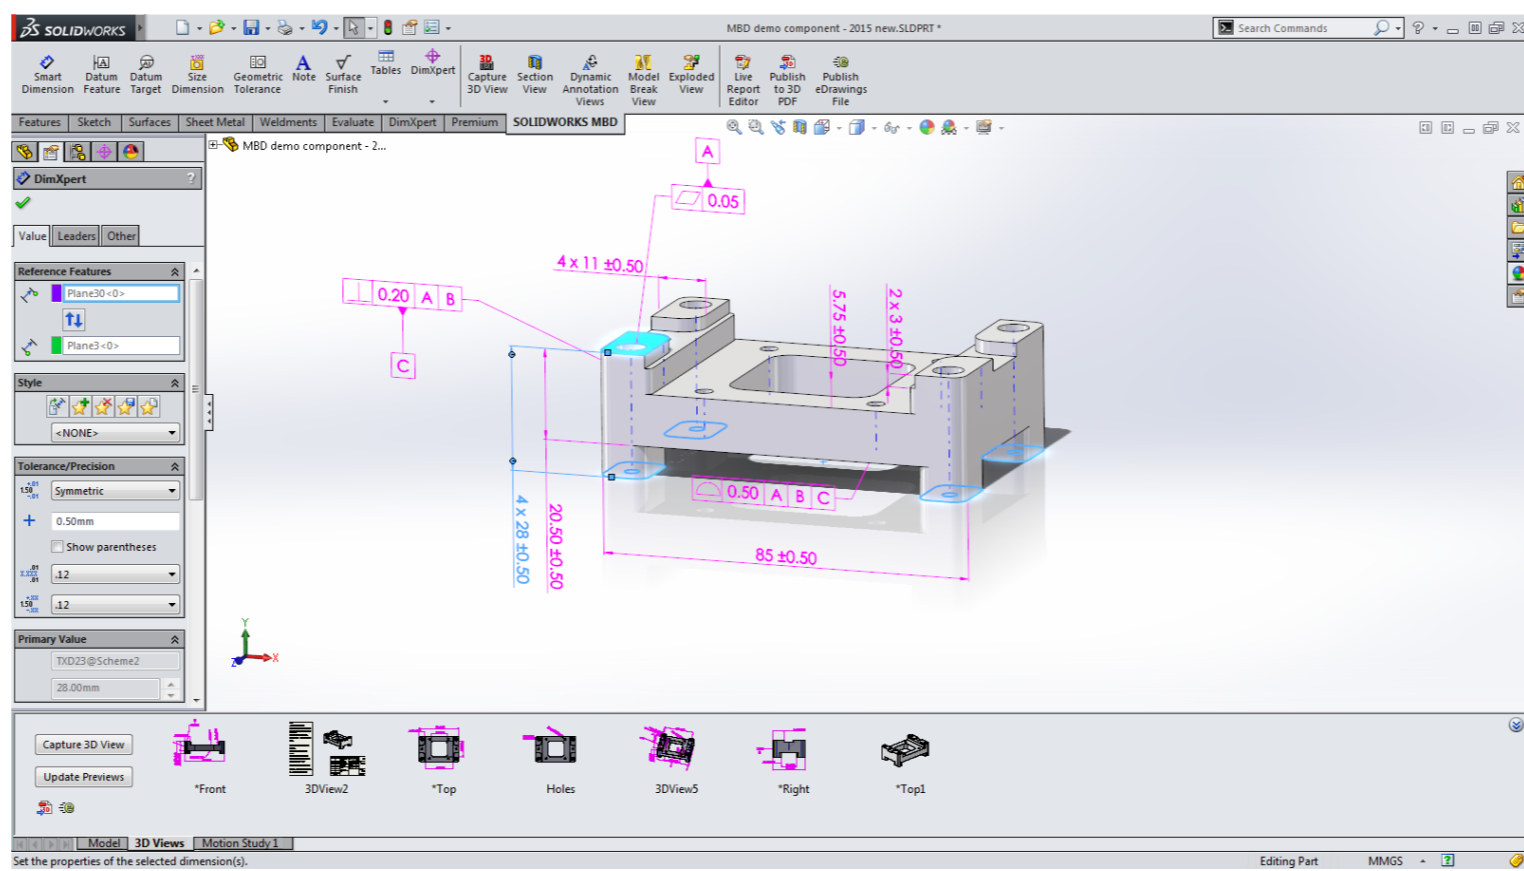 SOLIDWORKS
MBD demo component - 2015 new.SLDPRT *
Search Commands
Smart Dimension
Datum Feature
Datum Target
Size Dimension
Geometric Tolerance
Note
Surface Finish
Tables
DimXpert
Capture 3D View
Section View
Dynamic Annotation Views
Model Break View
Exploded View
Live Report Editor
Publish to 3D PDF
Publish eDrawings File
Features Sketch Surfaces Sheet Metal Weldments Evaluate DimXpert Premium SOLIDWORKS MBD
MBD demo component - 2...
DimXpert ?
Value Leaders Other
Reference Features
Plane30<0>
Plane3<0>
Style
<NONE>
Tolerance/Precision
Symmetric
0.50mm
Show parentheses
.12
.12
Primary Value
TXD23@Scheme2
28.00mm
A
0.05
4 x 11 ±0.50
0.20 A B
C
5.75 ±0.50
2 x 3 ±0.50
0.50 A B C
4 x 28 ±0.50
20.50 ±0.50
85 ±0.50
Y
Z
X
Capture 3D View
Update Previews
*Front
3DView2
*Top
Holes
3DView5
*Right
*Top1
Model 3D Views Motion Study 1
Set the properties of the selected dimension(s).
Editing Part
MMGS